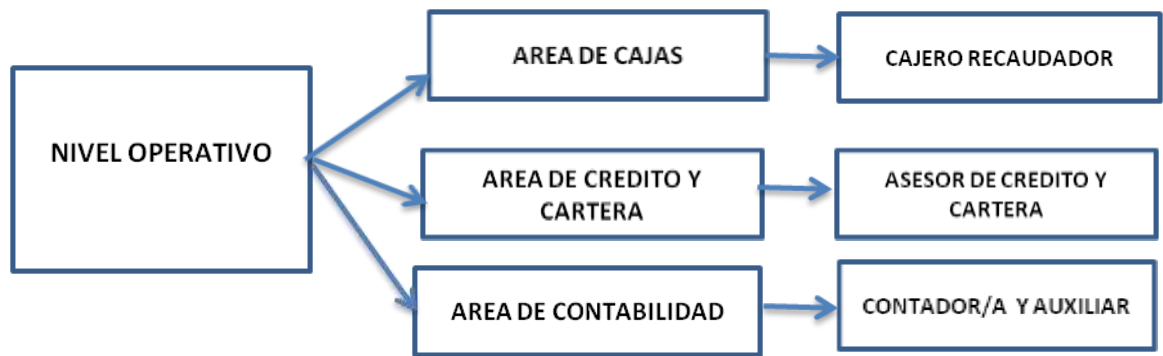 NIVEL OPERATIVO
AREA DE CAJAS
CAJERO RECAUDADOR
AREA DE CREDITO Y
CARTERA
ASESOR DE CREDITO Y
CARTERA
AREA DE CONTABILIDAD
CONTADOR/A Y AUXILIAR